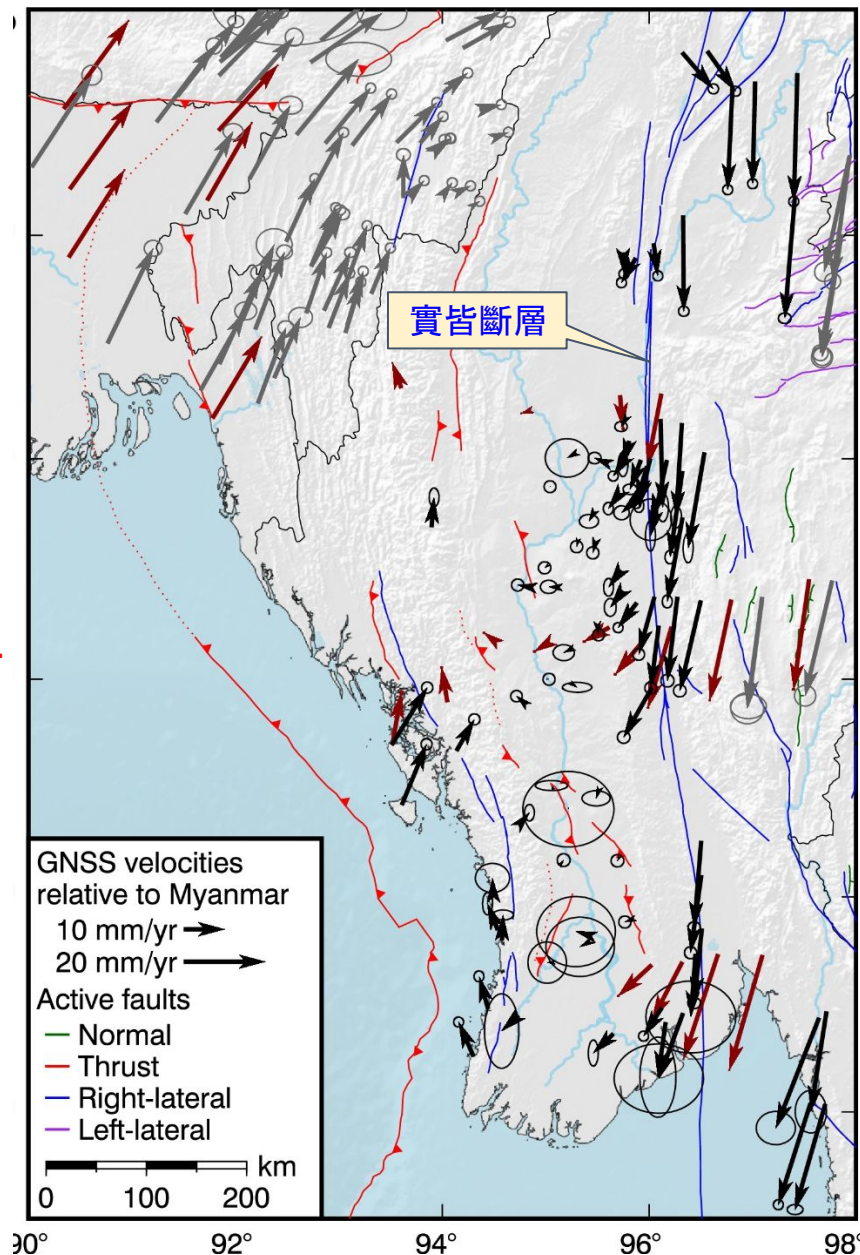 實皆斷層
GNSS velocities
relative to Myanmar
10 mm/yr
20 mm/yr
Active faults
Normal
Thrust
Right-lateral
Left-lateral
km
0 100 200
90° 92° 94° 96° 98°